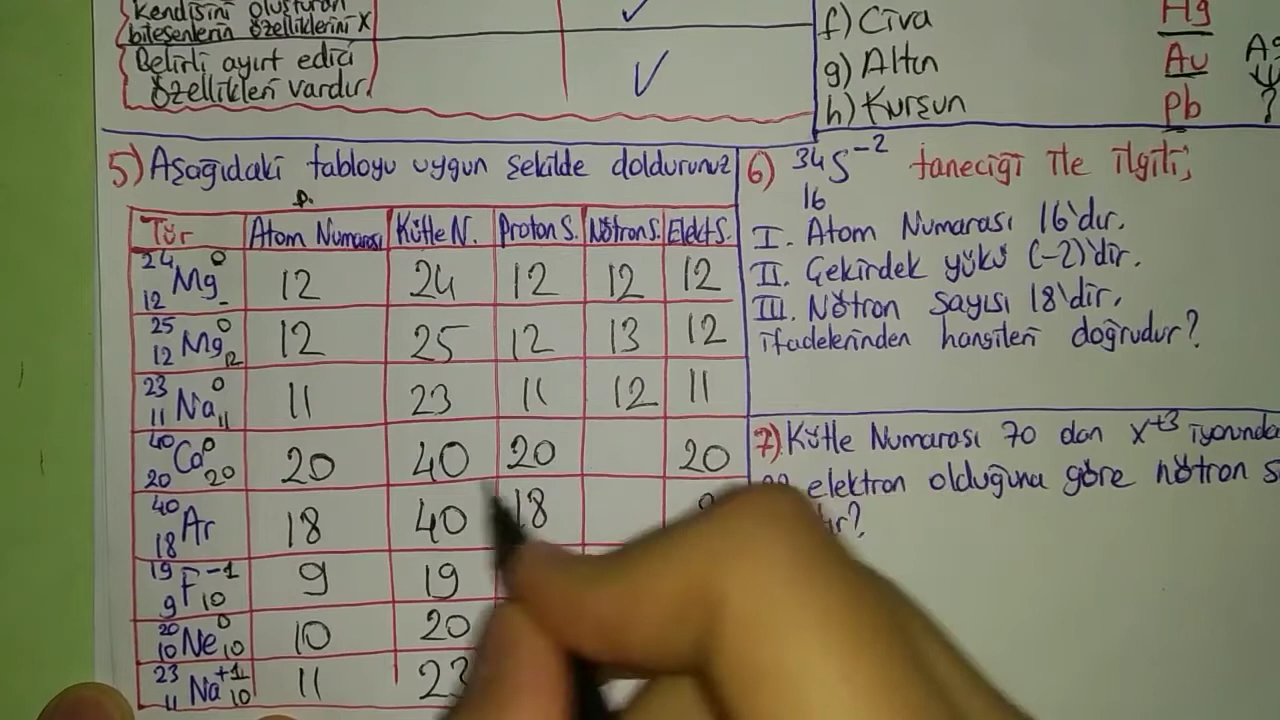 Kendisini oluşturan
bileşenlerin özelliklerini X
✓
Belirli ayırt edici
özellikleri vardır.
✓
f) Civa Hg
g) Altın Au
h) Kurşun Pb
?
5) Aşağıdaki tabloyu uygun şekilde doldurunuz
p.
Tür Atom Numarası Kütle N. Proton S. Nötron S. Elekt S.
24 12 Mg 0 12 24 12 12 12
25 12 Mg 0 12 12 25 12 13 12
23 11 Na 0 11 11 23 11 12 11
40 20 Ca 0 20 20 40 20 20
40 18 Ar 18 40 18
19 9 F -1 10 9 19
20 10 Ne 0 10 10 20
23 11 Na +1 10 11 23
6) 34 16 S -2 taneciği ile ilgili;
I. Atom Numarası 16'dır.
II. Çekirdek yükü (-2)'dir.
III. Nötron sayısı 18'dir.
ifadelerinden hangileri doğrudur?
7) Kütle Numarası 70 dan X+3 iyonunda
elektron olduğuna göre nötron s